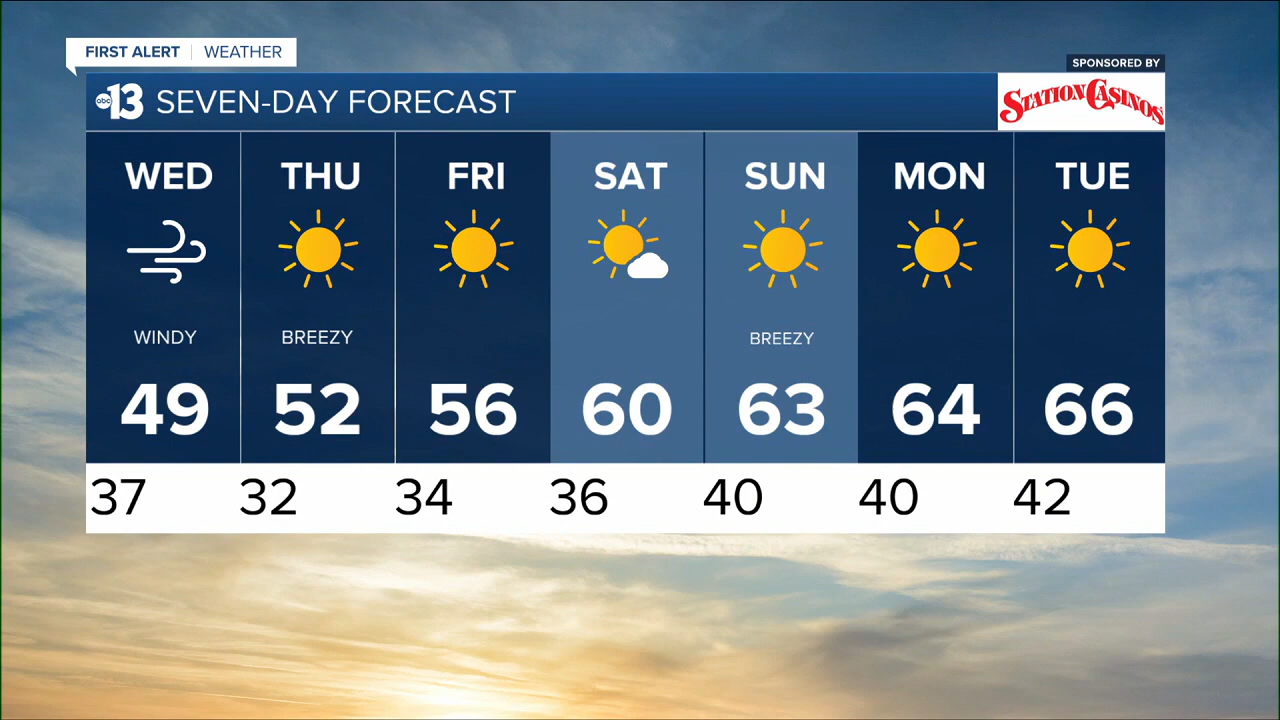 FIRST ALERT | WEATHER
SPONSORED BY
abc 13 SEVEN-DAY FORECAST
STATION CASINOS
WED THU FRI SAT SUN MON TUE
WINDY BREEZY BREEZY
49 52 56 60 63 64 66
37 32 34 36 40 40 42